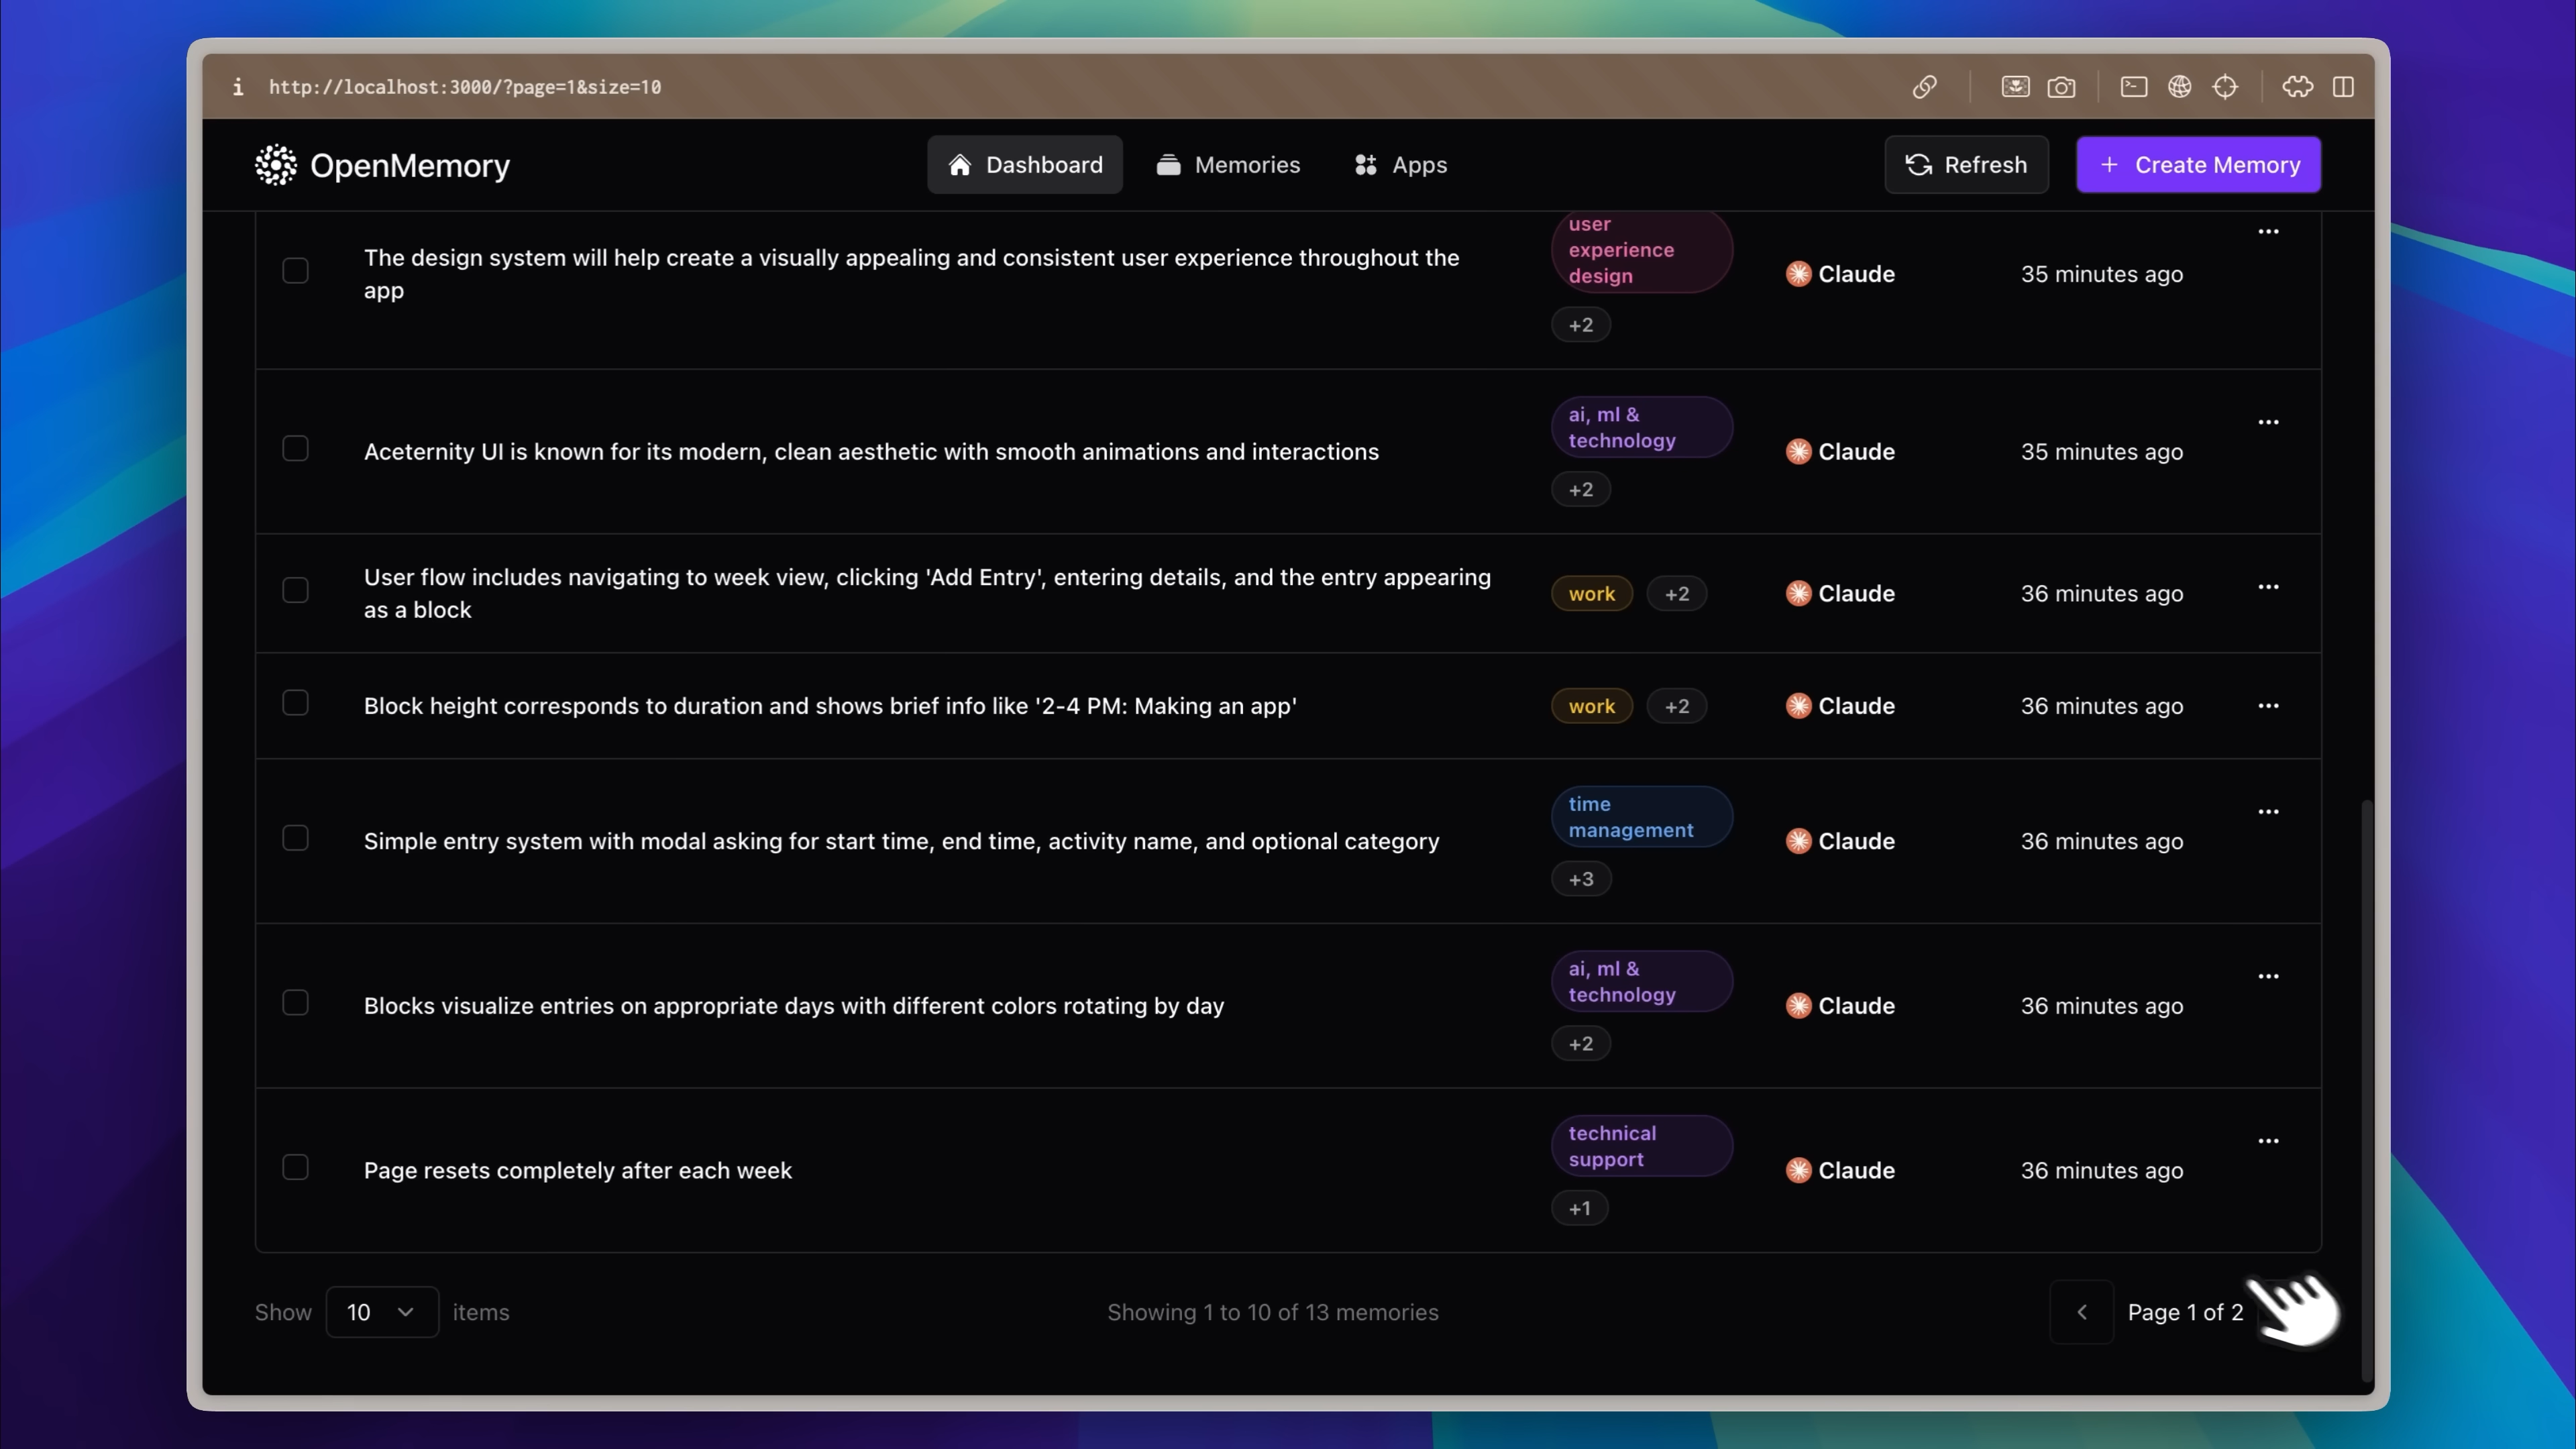 http://localhost:3000/?page=1&size=10
OpenMemory
Dashboard
Memories
Apps
Refresh
+ Create Memory
The design system will help create a visually appealing and consistent user experience throughout the
app
user
experience
design
+2
Claude
35 minutes ago
Aceternity UI is known for its modern, clean aesthetic with smooth animations and interactions
ai, ml &
technology
+2
Claude
35 minutes ago
User flow includes navigating to week view, clicking 'Add Entry', entering details, and the entry appearing
as a block
work
+2
Claude
36 minutes ago
Block height corresponds to duration and shows brief info like '2-4 PM: Making an app'
work
+2
Claude
36 minutes ago
Simple entry system with modal asking for start time, end time, activity name, and optional category
time
management
+3
Claude
36 minutes ago
Blocks visualize entries on appropriate days with different colors rotating by day
ai, ml &
technology
+2
Claude
36 minutes ago
Page resets completely after each week
technical
support
+1
Claude
36 minutes ago
Show 10 items
Showing 1 to 10 of 13 memories
Page 1 of 2